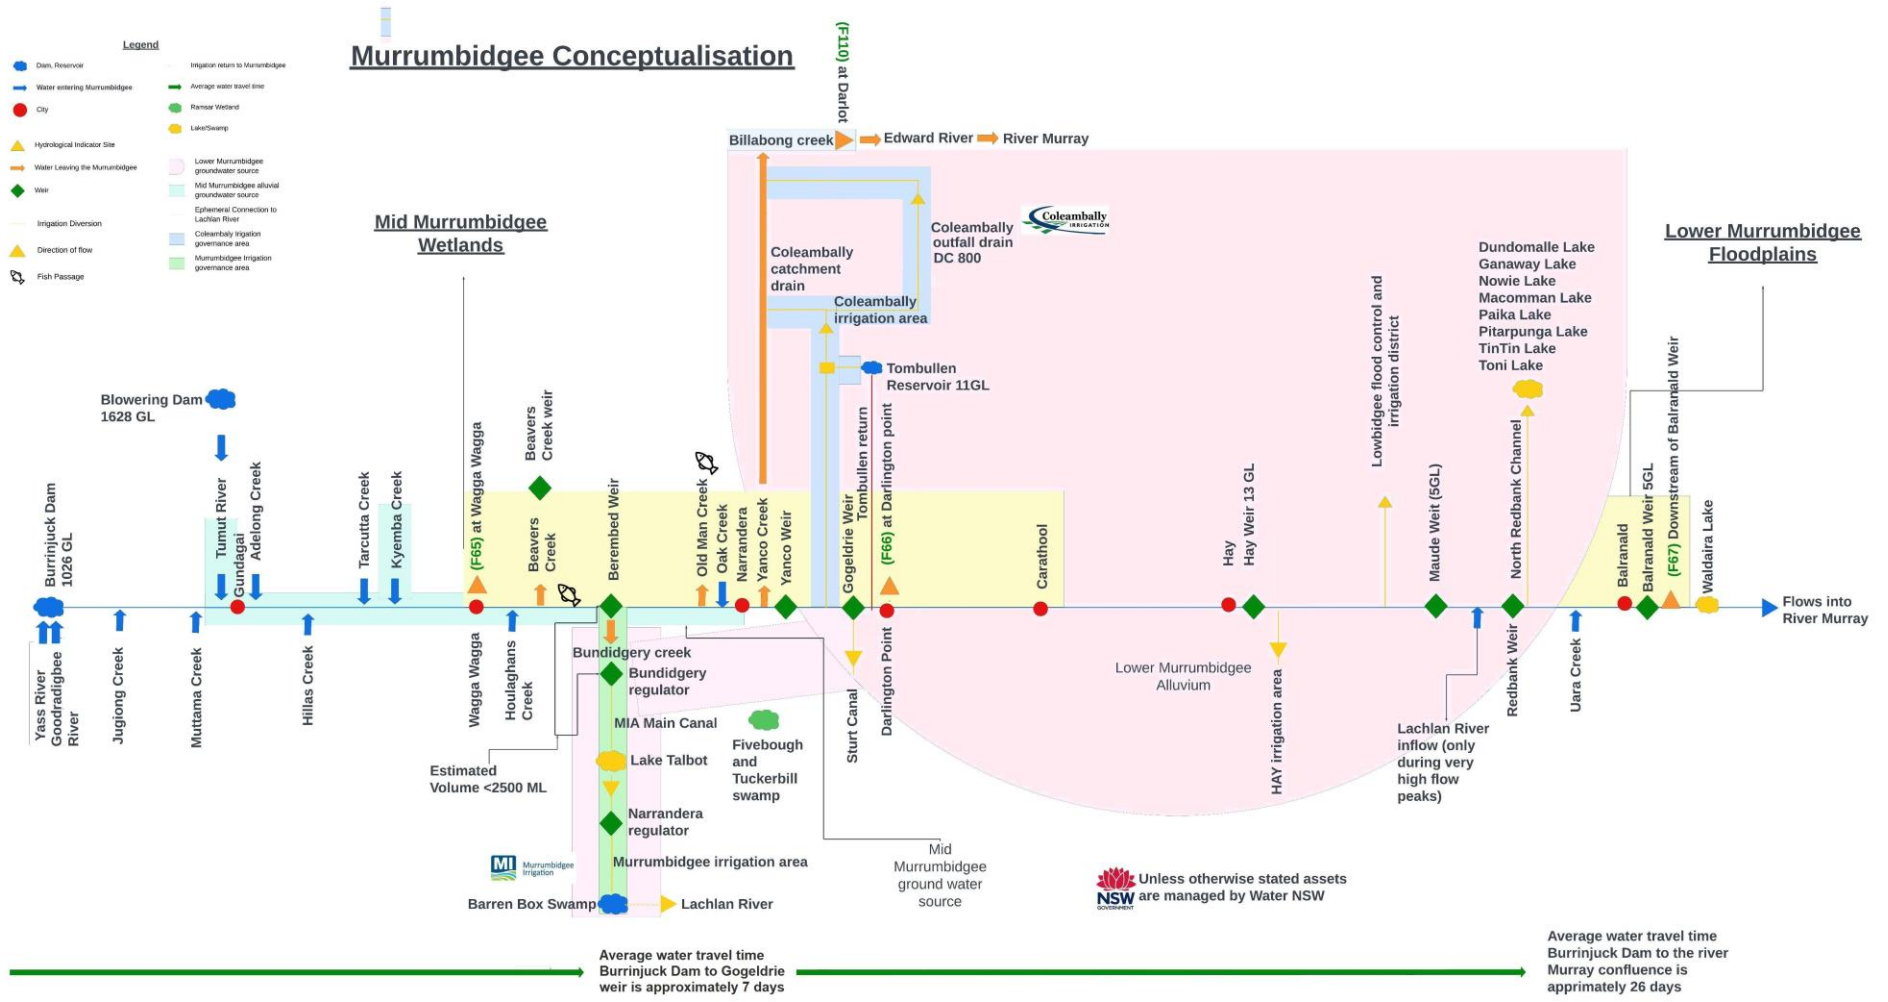 Murrumbidgee Conceptualisation
Legend
Dam, Reservoir
Water entering Murrumbidgee
City
Hydrological Indicator Site
Water Leaving the Murrumbidgee
Weir
Irrigation Diversion
Direction of flow
Fish Passage
Irrigation return to Murrumbidgee
Average water travel time
Ramsar Wetland
Lake/Swamp
Lower Murrumbidgee
groundwater source
Mid Murrumbidgee alluvial
groundwater source
Ephemeral Connection to
Lachlan River
Coleambaly Irigation
governance area
Murrumbidgee Irrigation
governance area
(F110) at Darlot
Billabong creek
Edward River
River Murray
Mid Murrumbidgee
Wetlands
Coleambally
catchment
drain
Coleambally
outfall drain
DC 800
Coleambally
IRRIGATION
Coleambally
irrigation area
Tombullen
Reservoir 11GL
Lower Murrumbidgee
Floodplains
Dundomalle Lake
Ganaway Lake
Nowie Lake
Macomman Lake
Paika Lake
Pitarpunga Lake
TinTin Lake
Toni Lake
Lowbidgee flood control and
irrigation district
Blowering Dam
1628 GL
Burrinjuck Dam
1026 GL
Tumut River
Gundagai
Adelong Creek
Tarcutta Creek
Kyemba Creek
(F65) at Wagga Wagga
Beavers
Creek weir
Beavers
Creek
Berembed Weir
Old Man Creek
Oak Creek
Narrandera
Yanco Creek
Yanco Weir
Gogeldrie Weir
Tombullen return
(F66) at Darlington point
Carathool
Hay
Hay Weir 13 GL
Maude Weit (5GL)
North Redbank Channel
Balranald
Balranald Weir 5GL
(F67) Downstream of Balranald Weir
Waldaira Lake
Flows into
River Murray
Yass River
Goodradigbee
River
Jugiong Creek
Muttama Creek
Hillas Creek
Wagga Wagga
Houlaghans
Creek
Bundidgery creek
Bundidgery
regulator
MIA Main Canal
Lake Talbot
Estimated
Volume <2500 ML
Narrandera
regulator
MI
Murrumbidgee
Irrigation
Murrumbidgee irrigation area
Barren Box Swamp
Lachlan River
Fivebough
and
Tuckerbill
swamp
Sturt Canal
Darlington Point
Mid
Murrumbidgee
ground water
source
Lower Murrumbidgee
Alluvium
HAY irrigation area
Lachlan River
inflow (only
during very
high flow
peaks)
Redbank Weir
Uara Creek
NSW
GOVERNMENT
Unless otherwise stated assets
are managed by Water NSW
Average water travel time
Burrinjuck Dam to Gogeldrie
weir is approximately 7 days
Average water travel time
Burrinjuck Dam to the river
Murray confluence is
apprimately 26 days